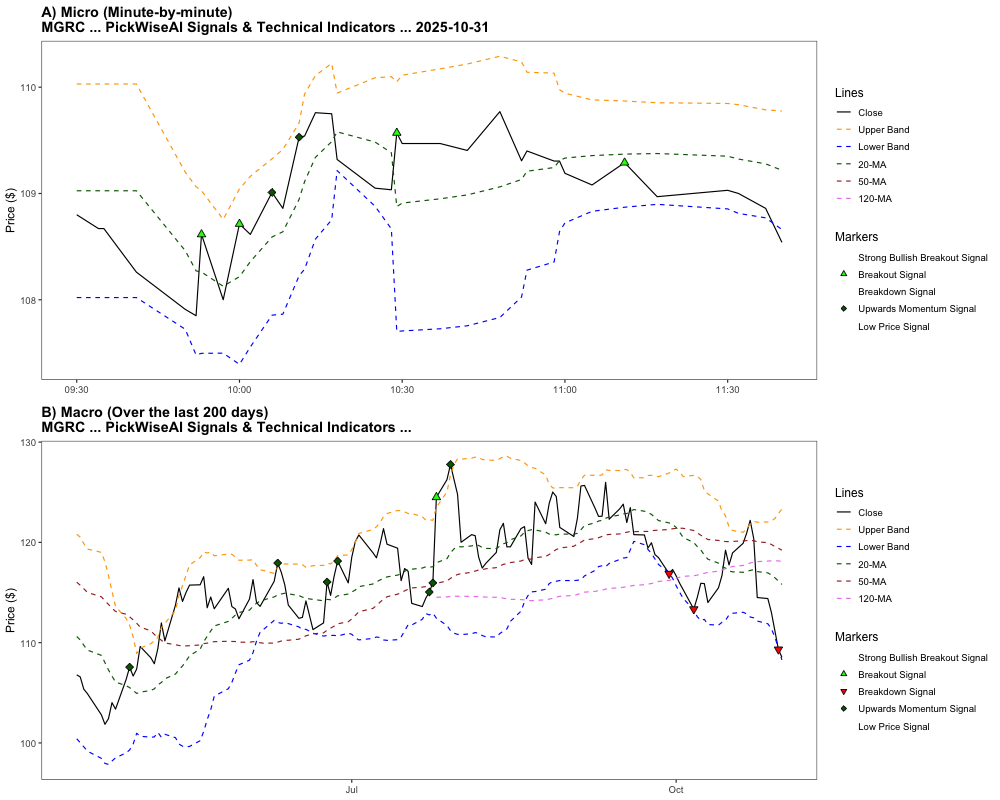 A) Micro (Minute-by-minute)
MGRC ... PickWiseAI Signals & Technical Indicators ... 2025-10-31
Price ($)
110
109
108
09:30
10:00
10:30
11:00
11:30
Lines
Close
Upper Band
Lower Band
20-MA
50-MA
120-MA
Markers
Strong Bullish Breakout Signal
Breakout Signal
Breakdown Signal
Upwards Momentum Signal
Low Price Signal
B) Macro (Over the last 200 days)
MGRC ... PickWiseAI Signals & Technical Indicators ...
Price ($)
130
120
110
100
Jul
Oct
Lines
Close
Upper Band
Lower Band
20-MA
50-MA
120-MA
Markers
Strong Bullish Breakout Signal
Breakout Signal
Breakdown Signal
Upwards Momentum Signal
Low Price Signal